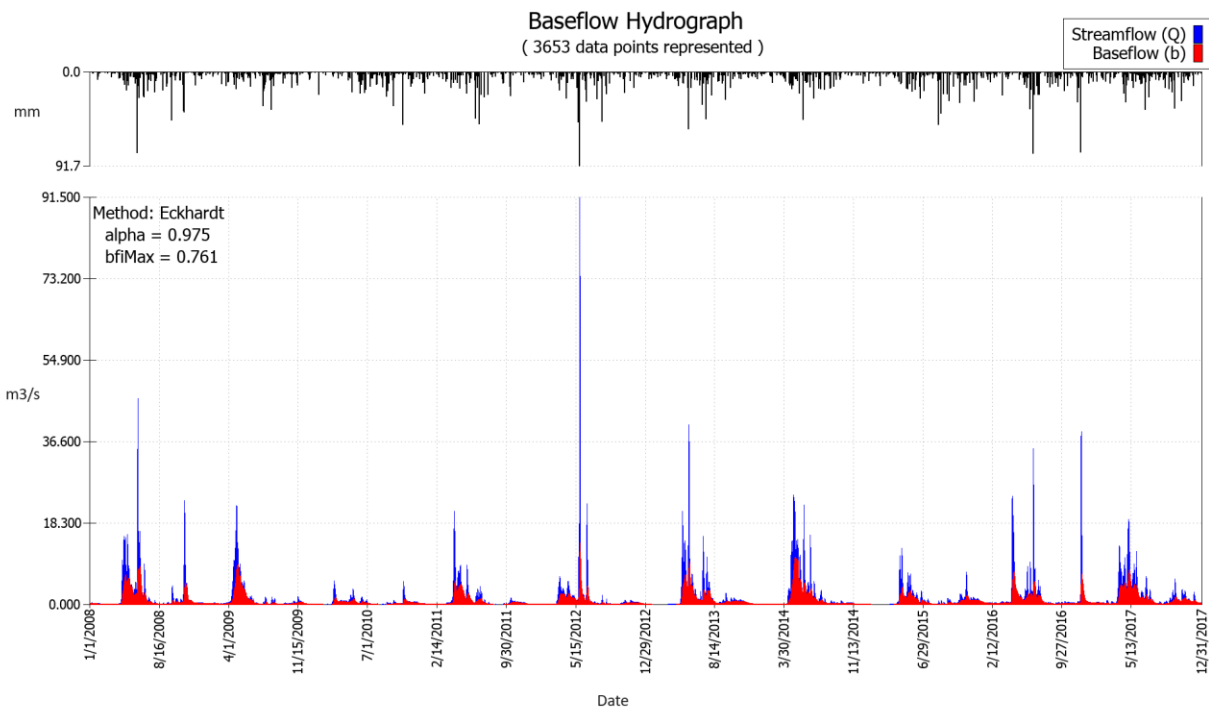 Baseflow Hydrograph
( 3653 data points represented )
Streamflow (Q)
Baseflow (b)
0.0
mm
91.7
91.500
Method: Eckhardt
alpha = 0.975
bfiMax = 0.761
73.200
54.900
m3/s
36.600
18.300
0.000
1/1/2008
8/16/2008
4/1/2009
11/15/2009
7/1/2010
2/14/2011
9/30/2011
5/15/2012
12/29/2012
8/14/2013
3/30/2014
11/13/2014
6/29/2015
2/12/2016
9/27/2016
5/13/2017
12/31/2017
Date